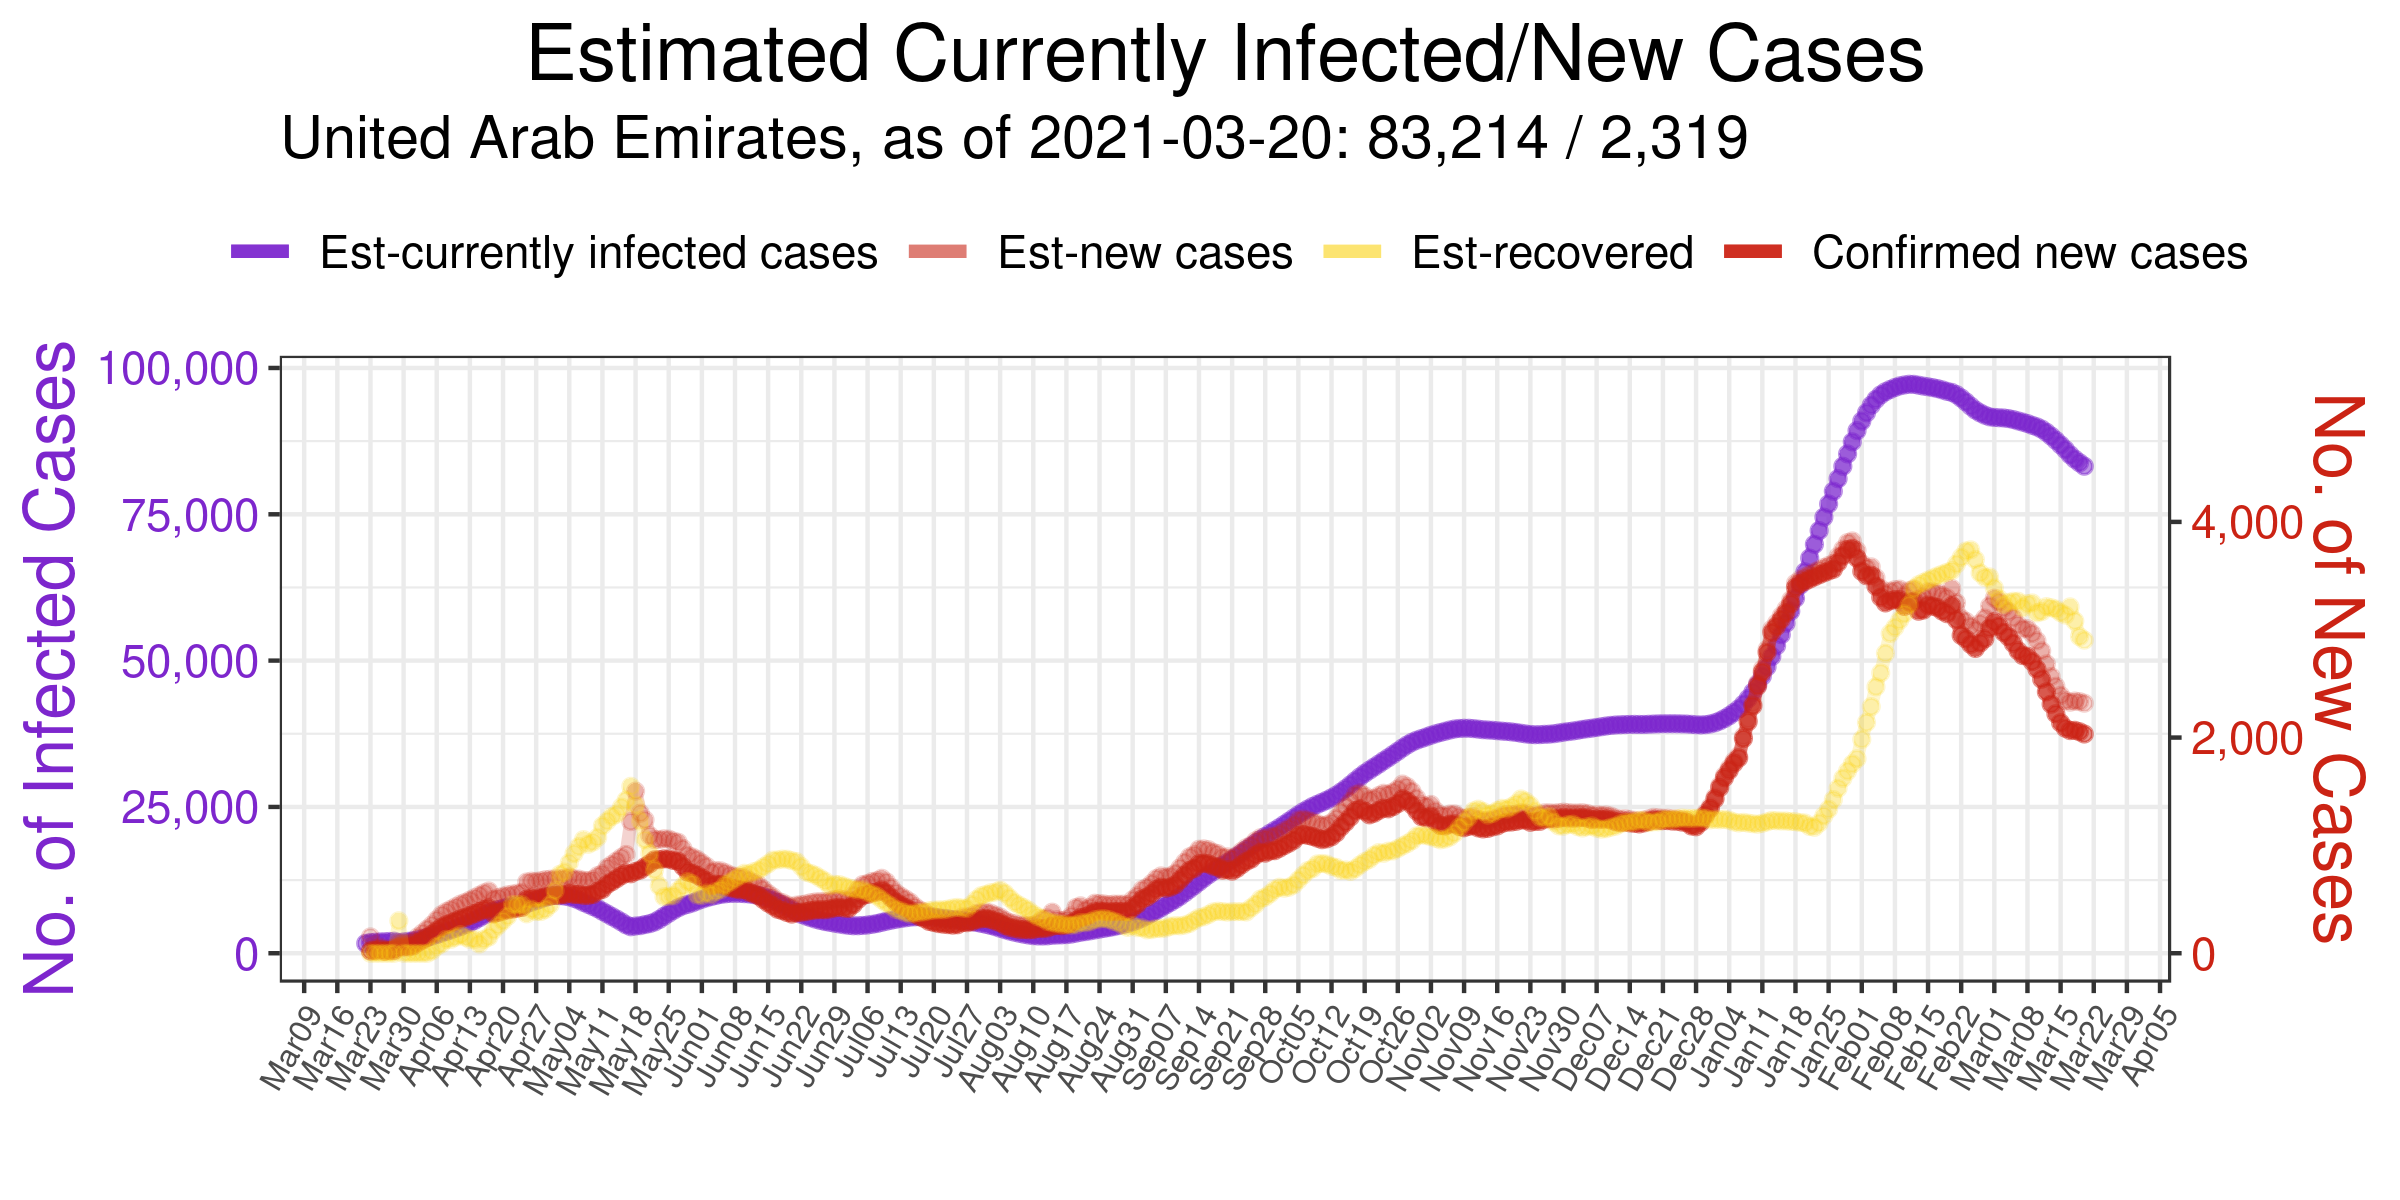 Estimated Currently Infected/New Cases
United Arab Emirates, as of 2021-03-20: 83,214 / 2,319
Est-currently infected cases Est-new cases Est-recovered Confirmed new cases
No. of Infected Cases
100,000
75,000
50,000
25,000
0
4,000
2,000
0
No. of New Cases
Mar09 Mar16 Mar23 Mar30 Apr06 Apr13 Apr20 Apr27 May04 May11 May18 May25 Jun01 Jun08 Jun15 Jun22 Jun29 Jul06 Jul13 Jul20 Jul27 Aug03 Aug10 Aug17 Aug24 Aug31 Sep07 Sep14 Sep21 Sep28 Oct05 Oct12 Oct19 Oct26 Nov02 Nov09 Nov16 Nov23 Nov30 Dec07 Dec14 Dec21 Dec28 Jan04 Jan11 Jan18 Jan25 Feb01 Feb08 Feb15 Feb22 Mar01 Mar08 Mar15 Mar22 Mar29 Apr05